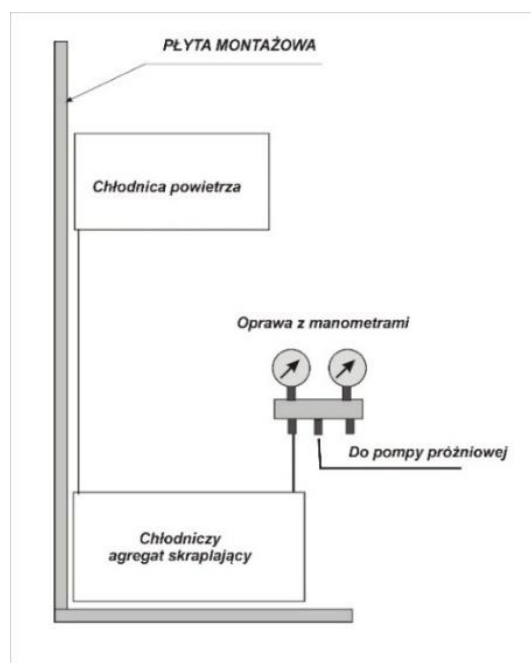 PŁYTA MONTAŻOWA
Chłodnica powietrza
Oprawa z manometrami
Do pompy próżniowej
Chłodniczy
agregat skraplający